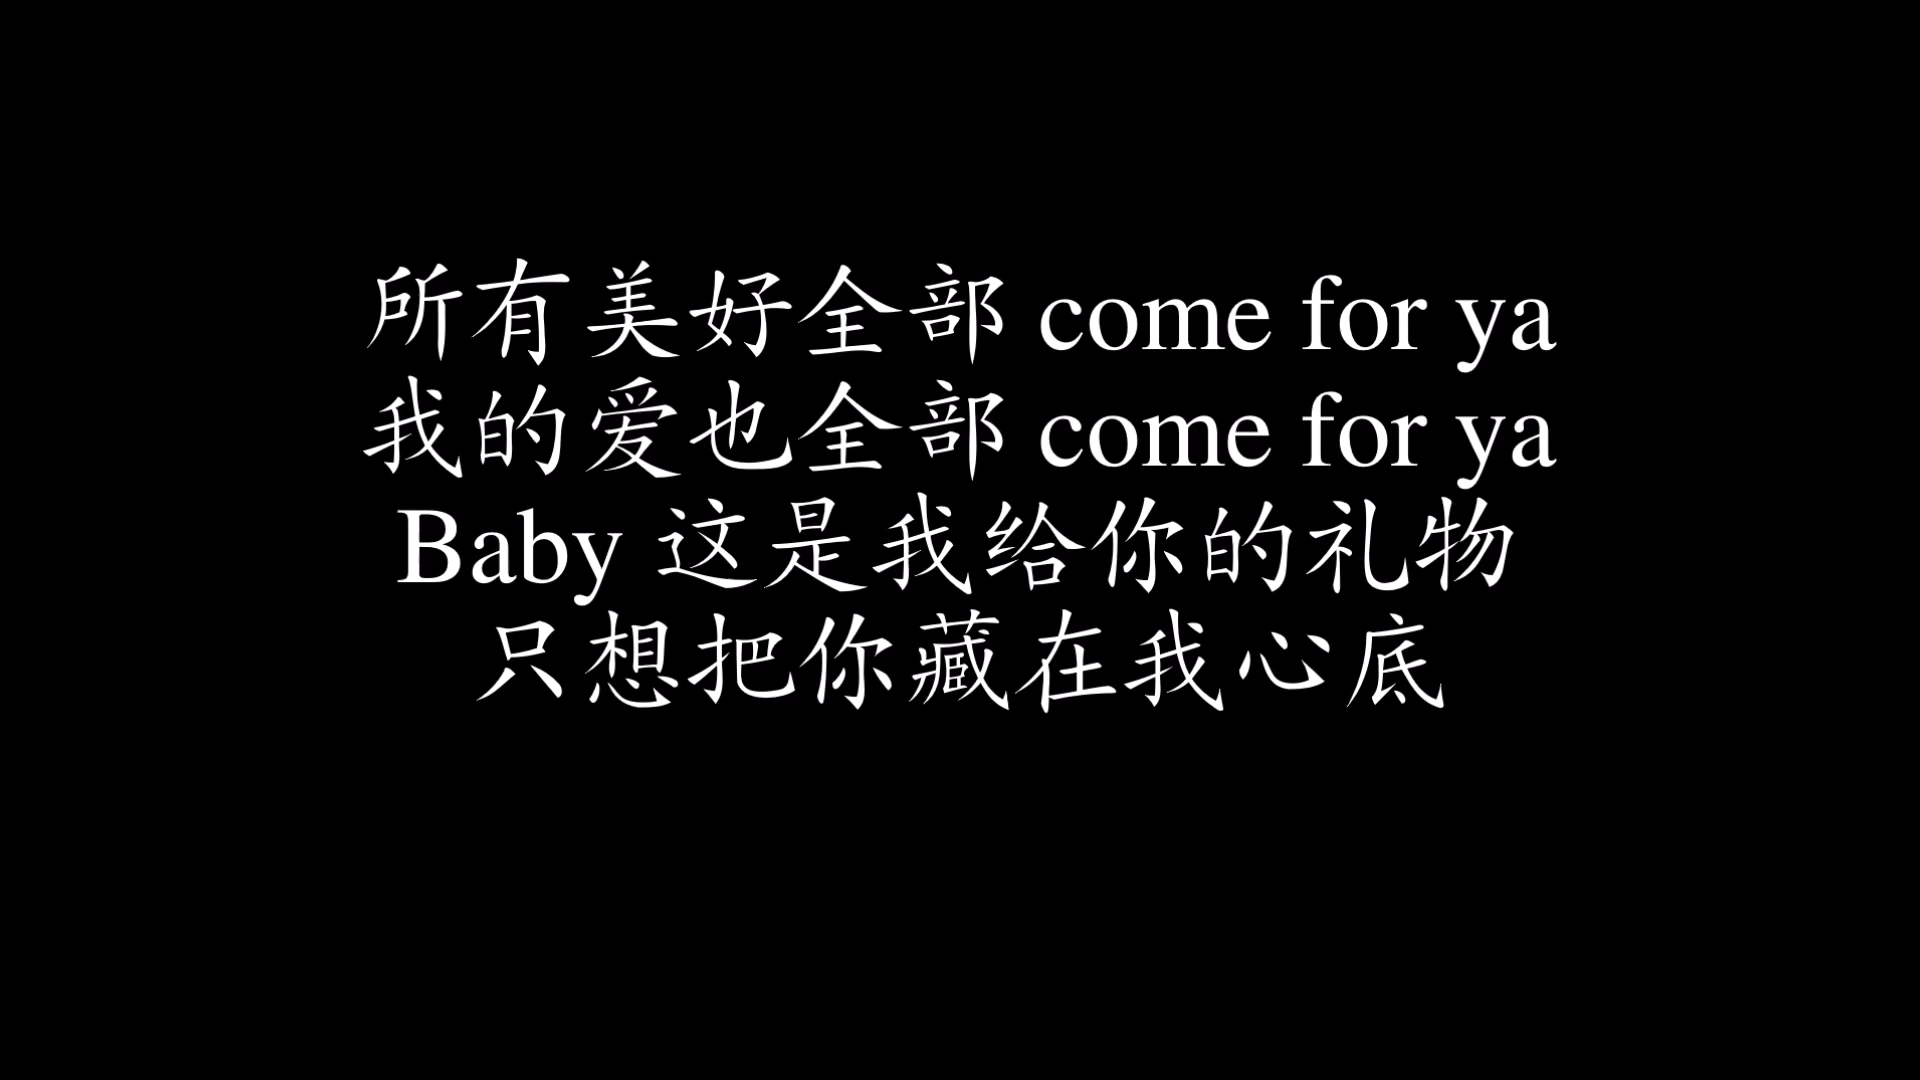 所有美好全部 come for ya
我的爱也全部 come for ya
Baby 这是我给你的礼物
只想把你藏在我心底